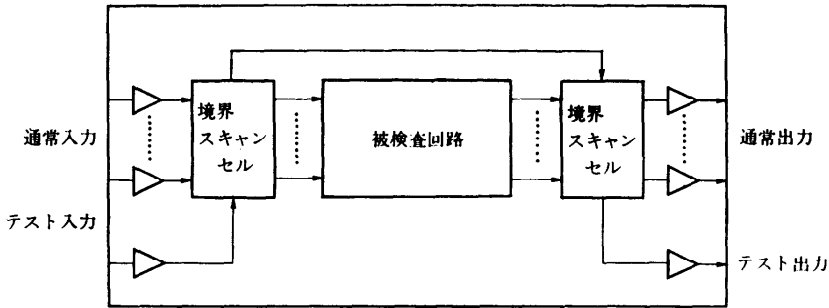 境界
スキャン
セル
被検査回路
境界
スキャン
セル
通常入力
通常出力
テスト入力
テスト出力